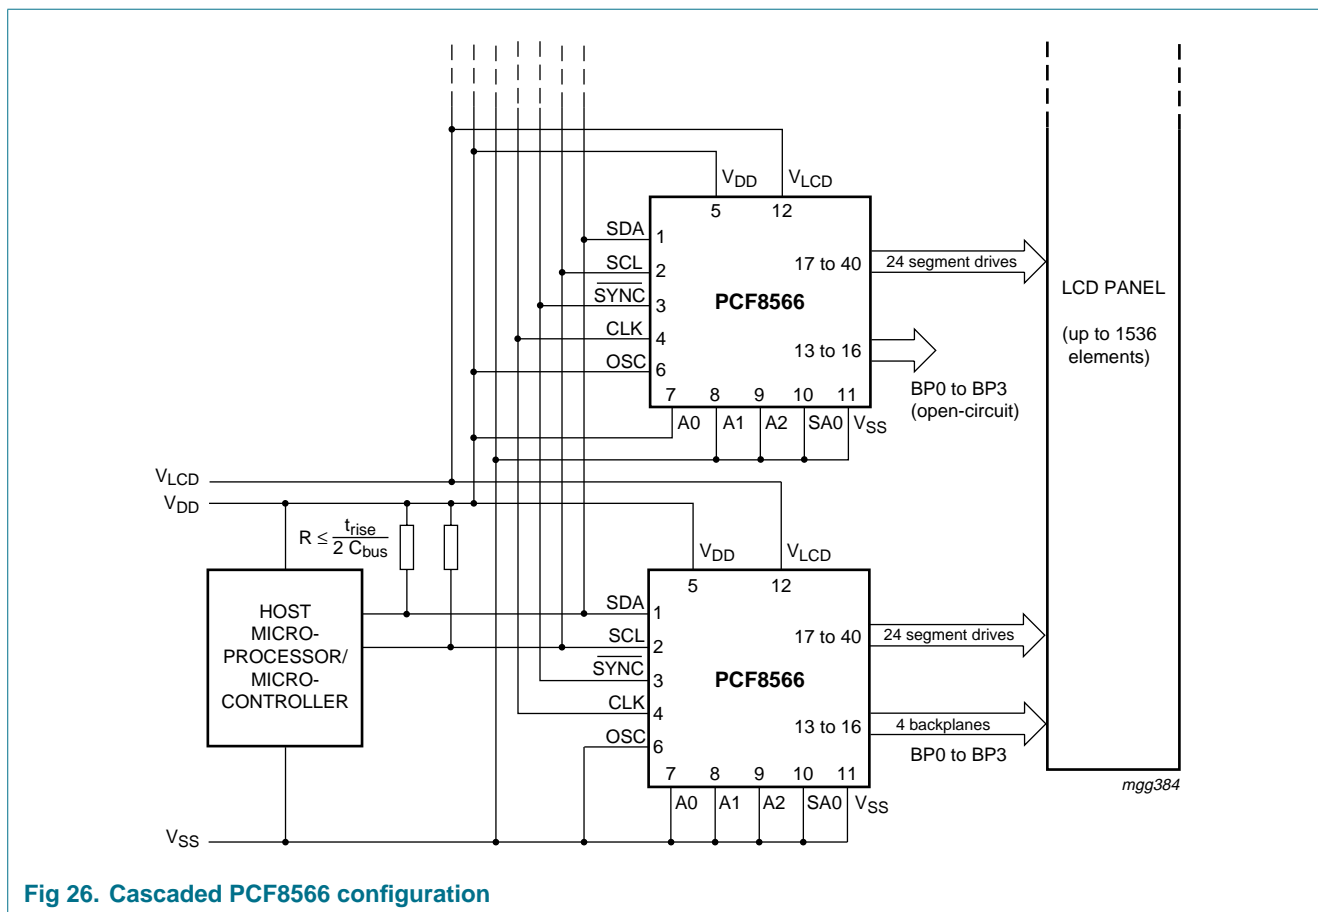 VDD
VLCD
5
12
SDA
1
SCL
2
SYNC
3
CLK
4
OSC
6
17 to 40
24 segment drives
PCF8566
13 to 16
BP0 to BP3
(open-circuit)
7
8
9
10
11
A0
A1
A2
SA0
VSS
LCD PANEL
(up to 1536
elements)
VLCD
VDD
R ≤ trise
2 Cbus
HOST
MICRO-
PROCESSOR/
MICRO-
CONTROLLER
VDD
VLCD
5
12
SDA
1
SCL
2
SYNC
3
CLK
4
OSC
6
17 to 40
24 segment drives
PCF8566
13 to 16
4 backplanes
BP0 to BP3
7
8
9
10
11
A0
A1
A2
SA0
VSS
VSS
mgg384
Fig 26. Cascaded PCF8566 configuration